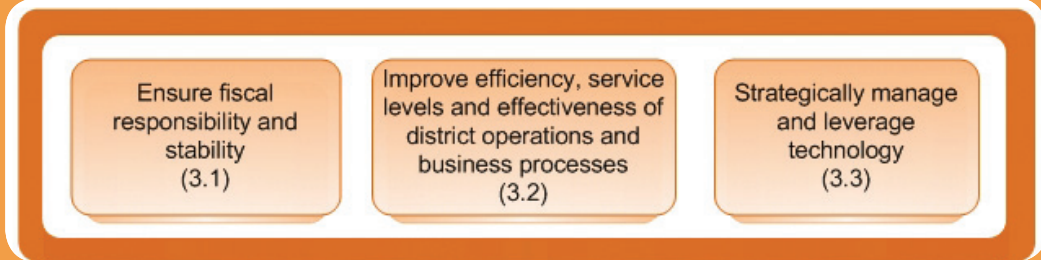 Ensure fiscal
responsibility and
stability
(3.1)
Improve efficiency, service
levels and effectiveness of
district operations and
business processes
(3.2)
Strategically manage
and leverage
technology
(3.3)